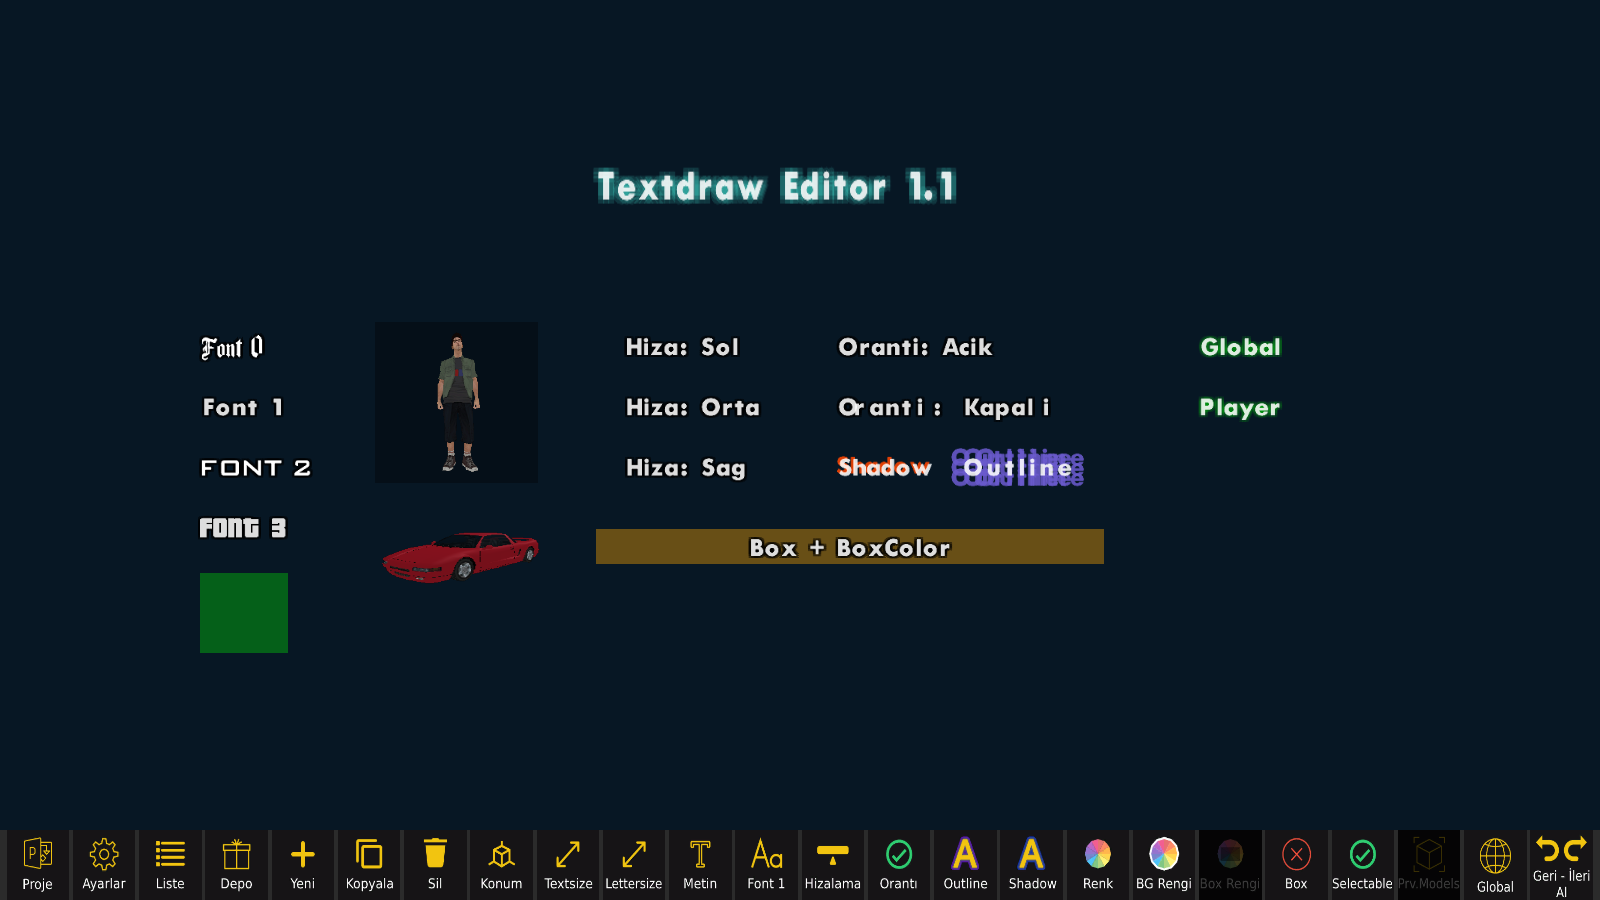 Textdraw Editor 1.1
Font 0
Hiza: Sol
Oranti: Acik
Global
Font 1
Hiza: Orta
Oranti: Kapali
Player
FONT 2
Hiza: Sag
Shadow
Outline
FONT 3
Box + BoxColor
Proje
Ayarlar
Liste
Depo
Yeni
Kopyala
Sil
Konum
Textsize
Lettersize
Metin
Font 1
Hizalama
Orantı
Outline
Shadow
Renk
BG Rengi
Box Rengi
Box
Selectable
Prv.Models
Global
Geri - İleri
Al